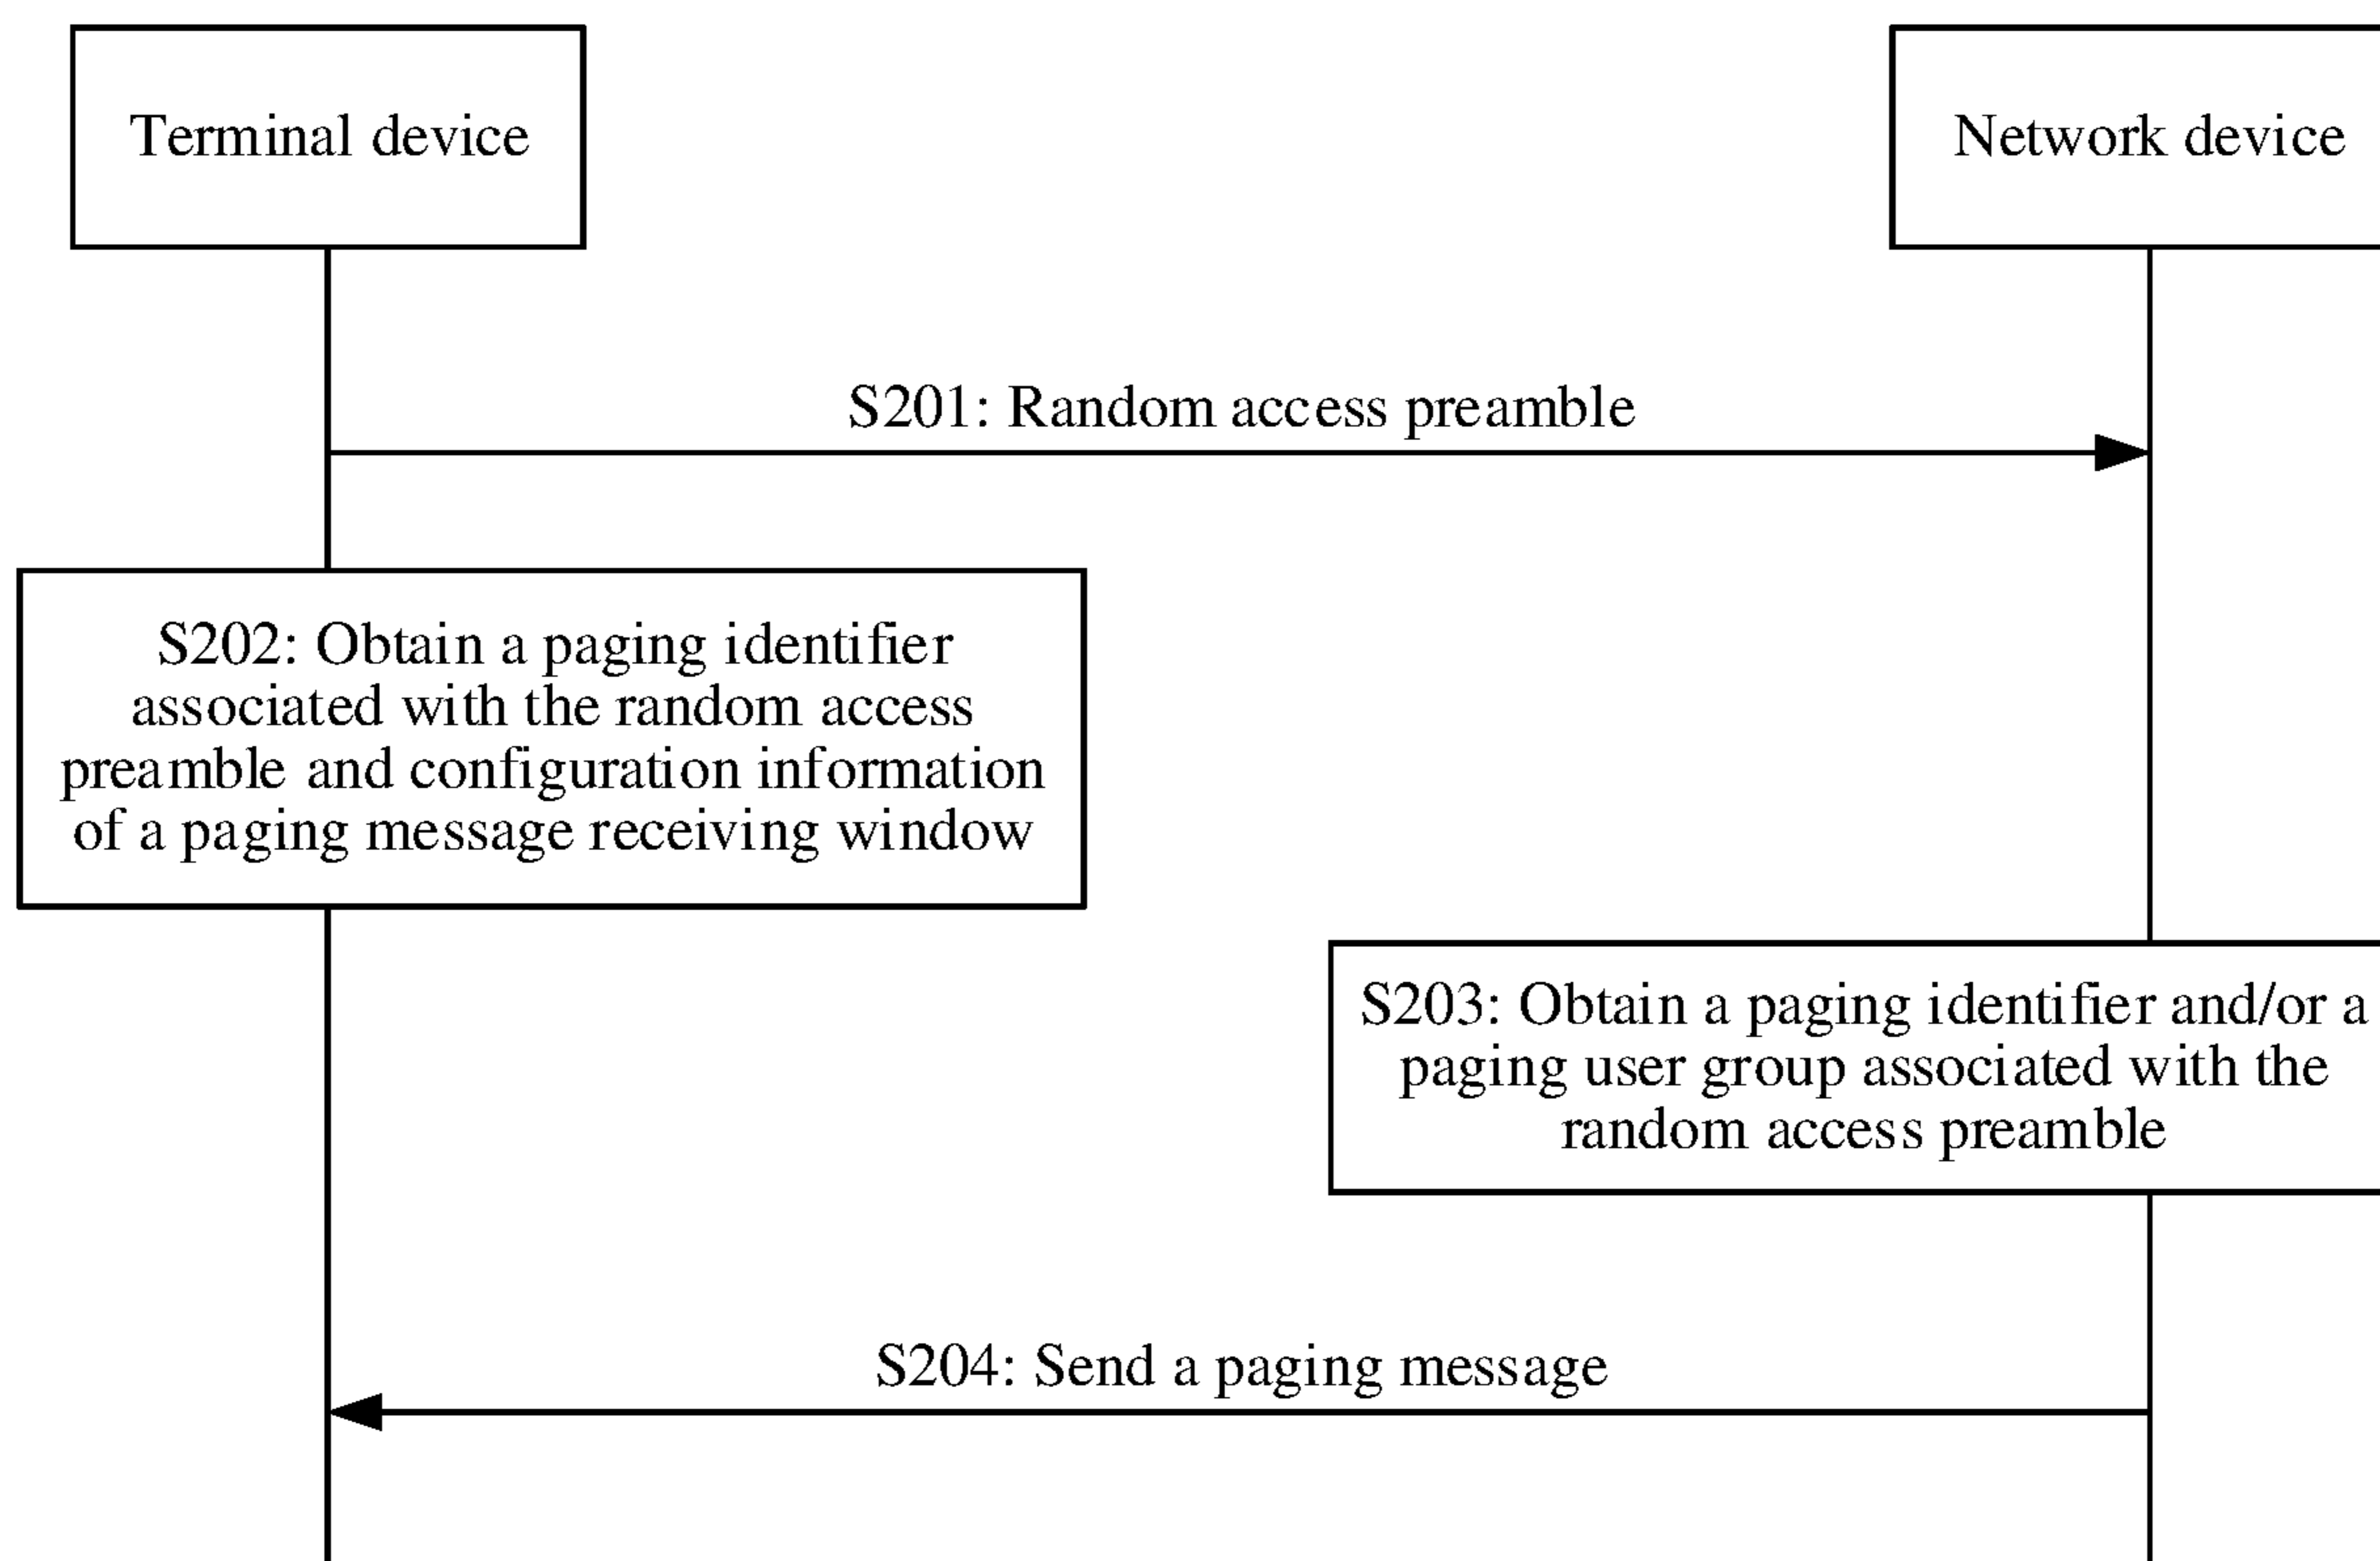 Terminal device
Network device
S201: Random access preamble
S202: Obtain a paging identifier
associated with the random access
preamble and configuration information
of a paging message receiving window
S203: Obtain a paging identifier and/or a
paging user group associated with the
random access preamble
S204: Send a paging message